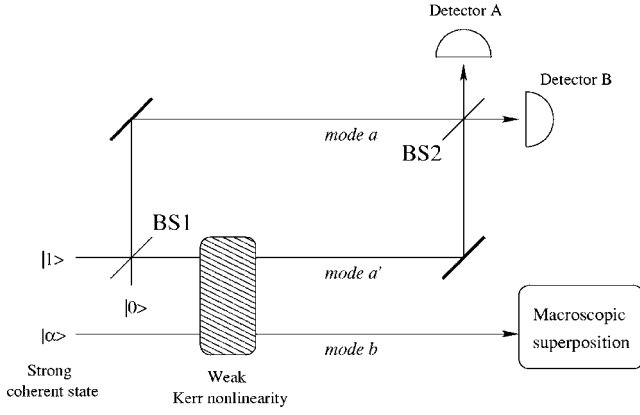 Detector A
Detector B
mode a
BS2
BS1
|1>
mode a'
|0>
|α>
mode b
Macroscopic
superposition
Strong
coherent state
Weak
Kerr nonlinearity